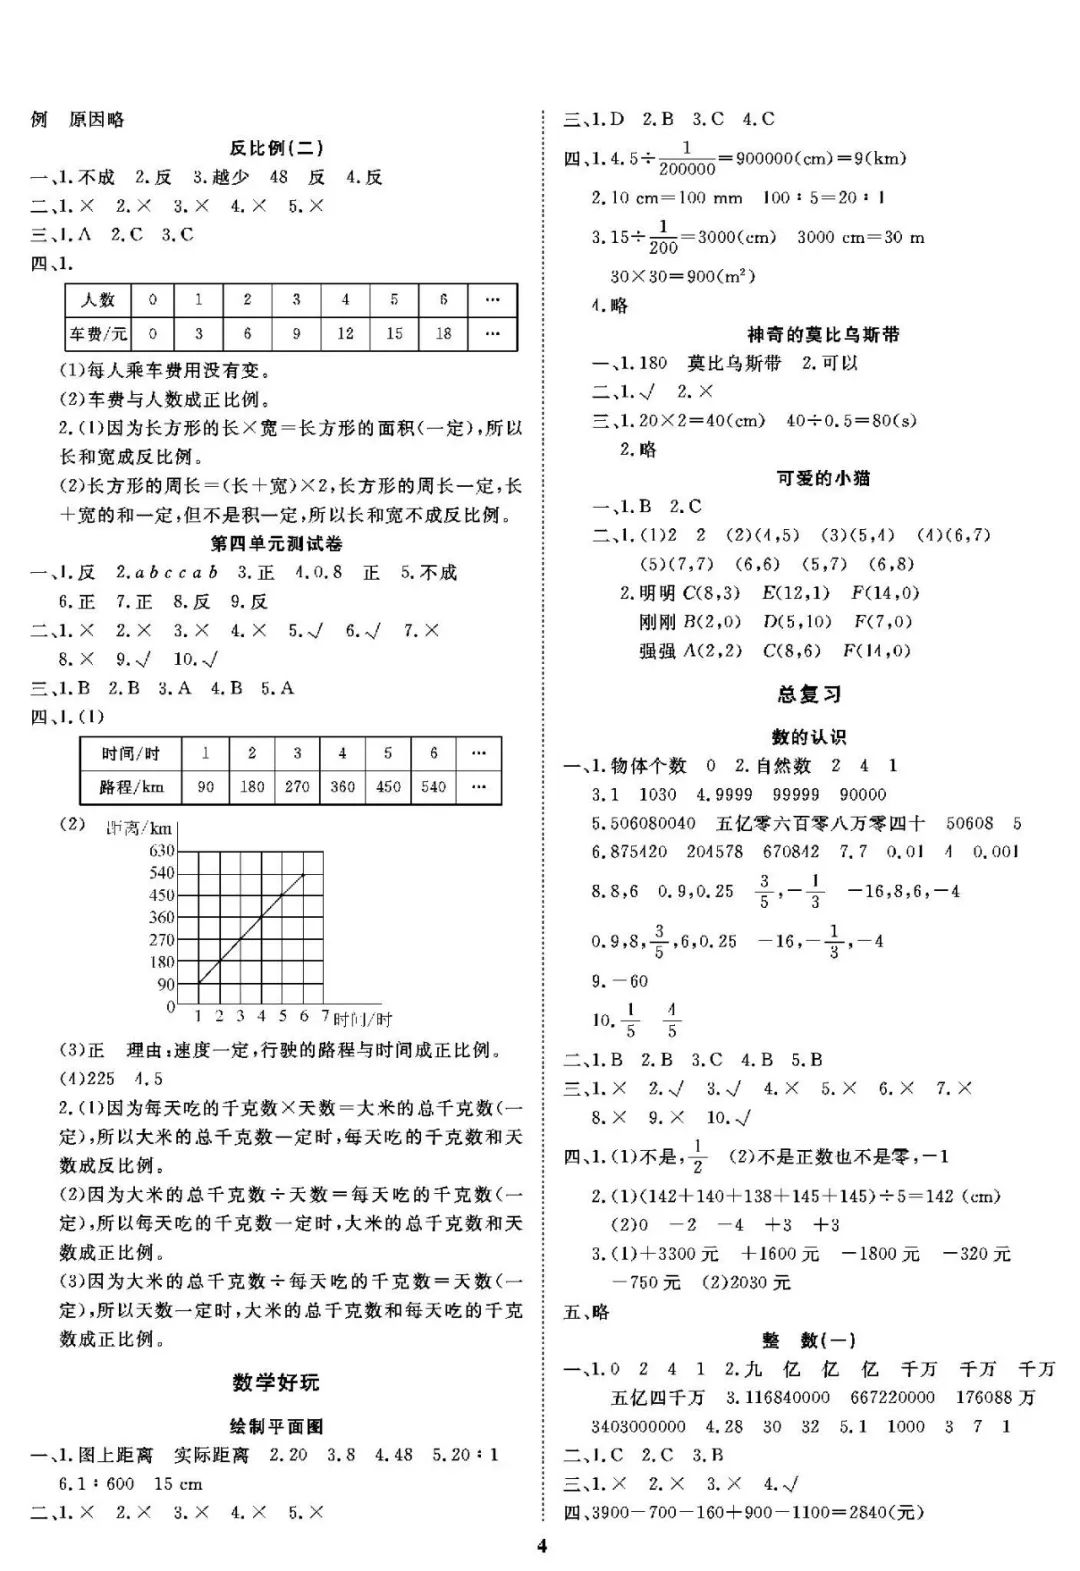 例　原因略
反比例(二)
一、1.不成　2.反　3.越少　48　反　4.反
二、1.×　2.×　3.×　4.×　5.×
三、1.A　2.C　3.C
四、1.
人数　0　1　2　3　4　5　6　…
车费/元　0　3　6　9　12　15　18　…
(1)每人乘车费用没有变。
(2)车费与人数成正比例。
2.(1)因为长方形的长×宽=长方形的面积(一定),所以
长和宽成反比例。
(2)长方形的周长=(长+宽)×2,长方形的周长一定,长
+宽的和一定,但不是积一定,所以长和宽不成反比例。
第四单元测试卷
一、1.反　2.a b c c a b　3.正　4.0.8　正　5.不成
6.正　7.正　8.反　9.反
二、1.×　2.×　3.×　4.×　5.√　6.√　7.×
8.×　9.√　10.√
三、1.B　2.B　3.A　4.B　5.A
四、1.(1)
时间/时　1　2　3　4　5　6　…
路程/km　90　180　270　360　450　540　…
(2)　距离/km
630
540
450
360
270
180
90
0
1 2 3 4 5 6 7 时间/时
(3)正　理由:速度一定,行驶的路程与时间成正比例。
(4)225　4.5
2.(1)因为每天吃的千克数×天数=大米的总千克数(一
定),所以大米的总千克数一定时,每天吃的千克数和天
数成反比例。
(2)因为大米的总千克数÷天数=每天吃的千克数(一
定),所以每天吃的千克数一定时,大米的总千克数和天
数成正比例。
(3)因为大米的总千克数÷每天吃的千克数=天数(一
定),所以天数一定时,大米的总千克数和每天吃的千克
数成正比例。
数学好玩
绘制平面图
一、1.图上距离　实际距离　2.20　3.8　4.48　5.20∶1
6.1∶600　15 cm
二、1.×　2.×　3.×　4.×　5.×
三、1.D　2.B　3.C　4.C
四、1.4.5÷1/200000=900000(cm)=9(km)
2.10 cm=100 mm　100∶5=20∶1
3.15÷1/200=3000(cm)　3000 cm=30 m
30×30=900(m²)
4.略
神奇的莫比乌斯带
一、1.180　莫比乌斯带　2.可以
二、1.√　2.×
三、1.20×2=40(cm)　40÷0.5=80(s)
2.略
可爱的小猫
一、1.B　2.C
二、1.(1)2　2　(2)(4,5)　(3)(5,4)　(4)(6,7)
(5)(7,7)　(6,6)　(5,7)　(6,8)
2.明明 C(8,3)　E(12,1)　F(14,0)
刚刚 B(2,0)　D(5,10)　F(7,0)
强强 A(2,2)　C(8,6)　F(14,0)
总复习
数的认识
一、1.物体个数　0　2.自然数　2　4　1
3.1　1030　4.9999　99999　90000
5.506080040　五亿零六百零八万零四十　50608　5
6.875420　204578　670842　7.7　0.01　4　0.001
8.8,6　0.9,0.25　3/5,-1/3　-16,8,6,-4
0.9,8,3/5,6,0.25　-16,-1/3,-4
9.-60
10.1/5　4/5
二、1.B　2.B　3.C　4.B　5.B
三、1.×　2.√　3.√　4.×　5.×　6.×　7.×
8.×　9.×　10.√
四、1.(1)不是,1/2　(2)不是正数也不是零,-1
2.(1)(142+140+138+145+145)÷5=142 (cm)
(2)0　-2　-4　+3　+3
3.(1)+3300 元　+1600 元　-1800 元　-320 元
-750 元　(2)2030 元
五、略
整　数(一)
一、1.0　2　4　1　2.九　亿　亿　亿　千万　千万　千万
五亿四千万　3.116840000　667220000　176088 万
3403000000　4.28　30　32　5.1　1000　3　7　1
二、1.C　2.C　3.B
三、1.×　2.×　3.×　4.√
四、3900-700-160+900-1100=2840(元)
4